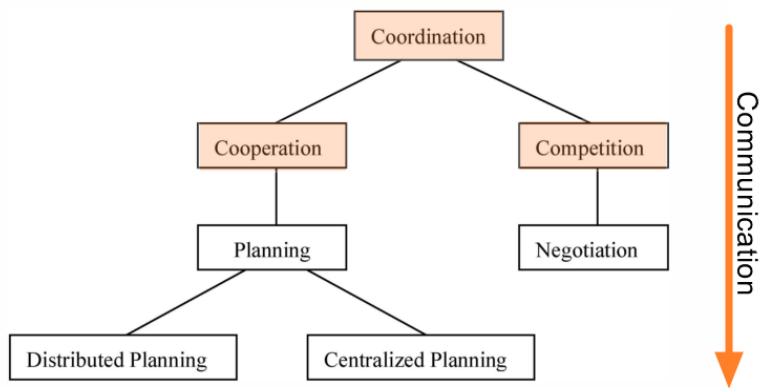 Coordination
Cooperation
Competition
Planning
Negotiation
Distributed Planning
Centralized Planning
Communication